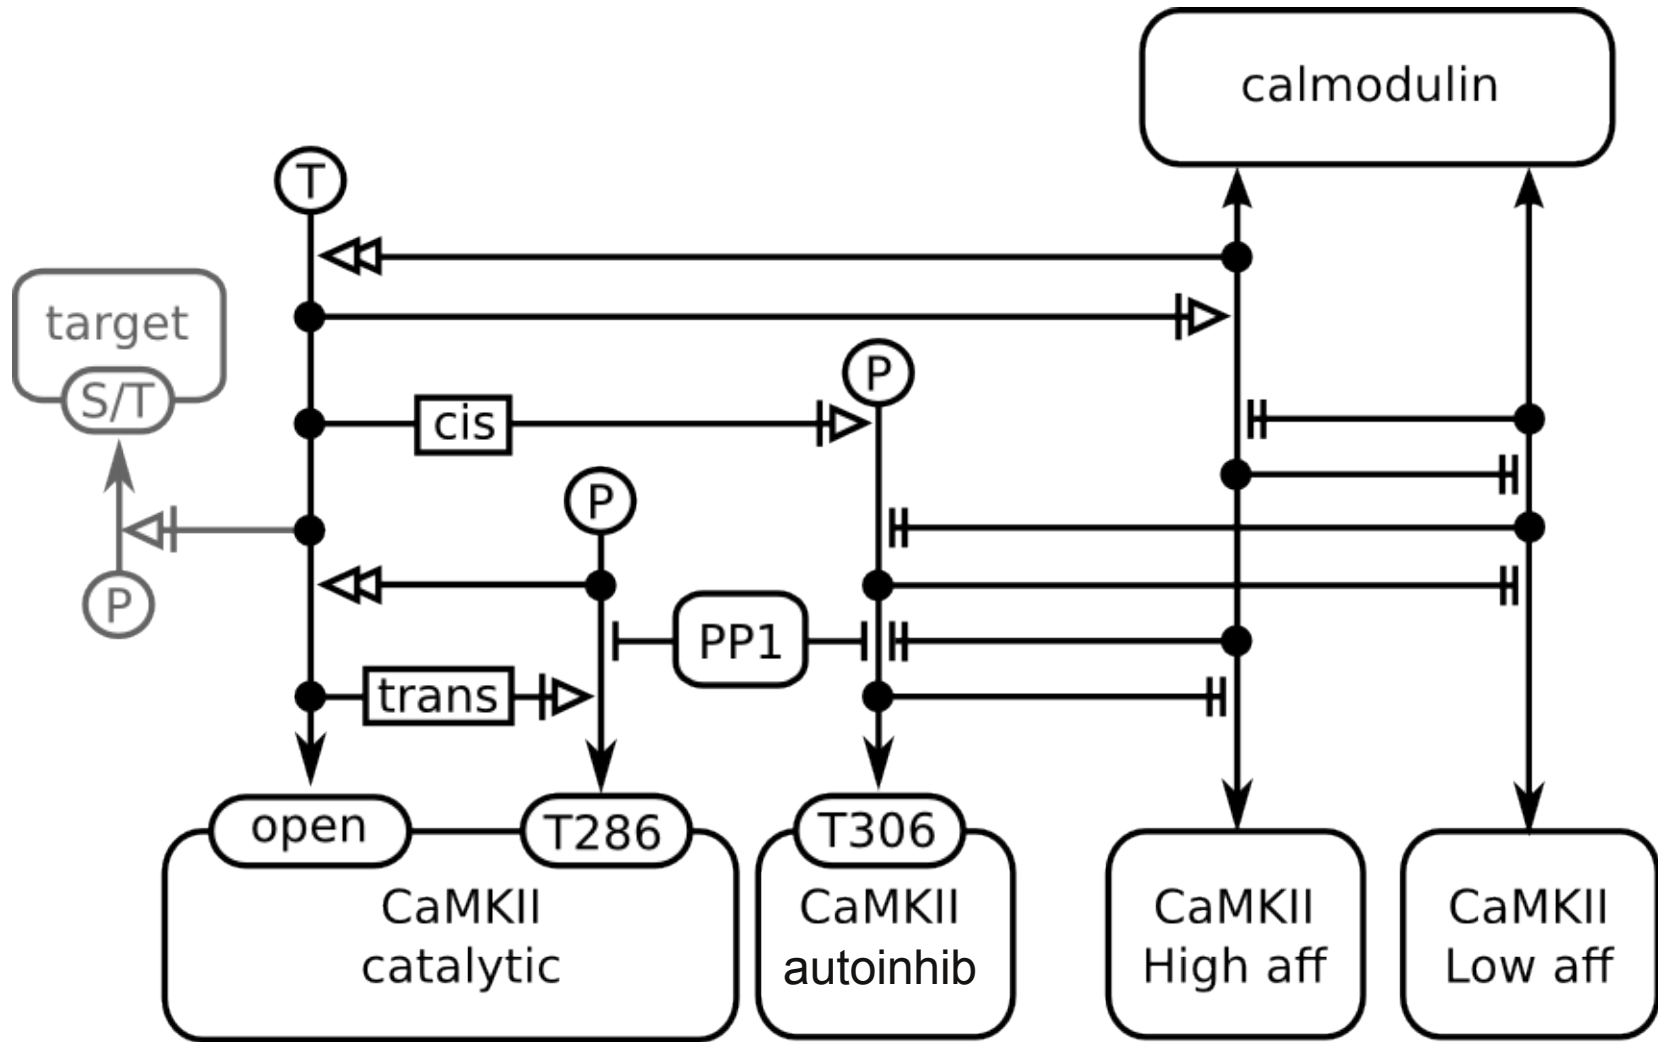 calmodulin
T
target
S/T
P
cis
P
P
PP1
trans
open
T286
T306
CaMKII
catalytic
CaMKII
autoinhib
CaMKII
High aff
CaMKII
Low aff